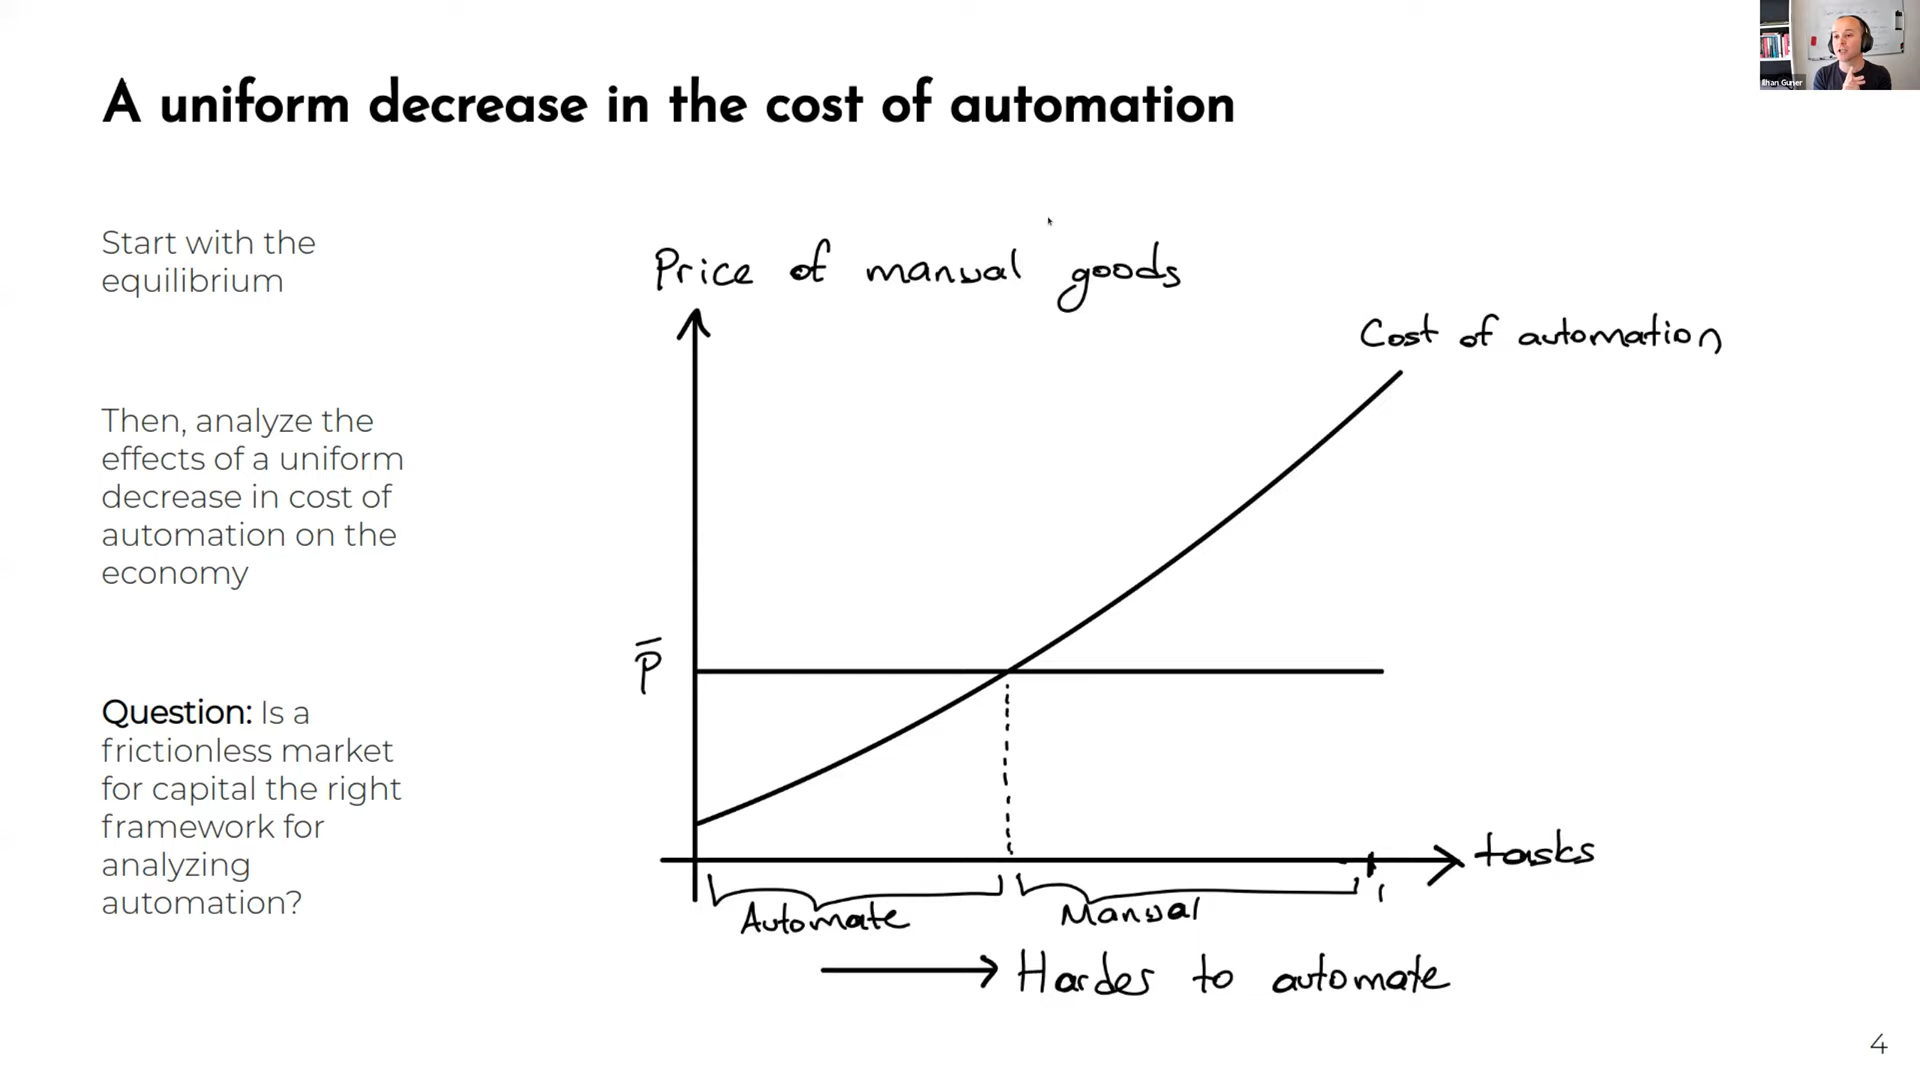 A uniform decrease in the cost of automation
Ilhan Guner
Start with the
equilibrium
Then, analyze the
effects of a uniform
decrease in cost of
automation on the
economy
Question: Is a
frictionless market
for capital the right
framework for
analyzing
automation?
Price of manual goods
Cost of automation
p̅
tasks
1
Automate
Manual
Harder to automate
4